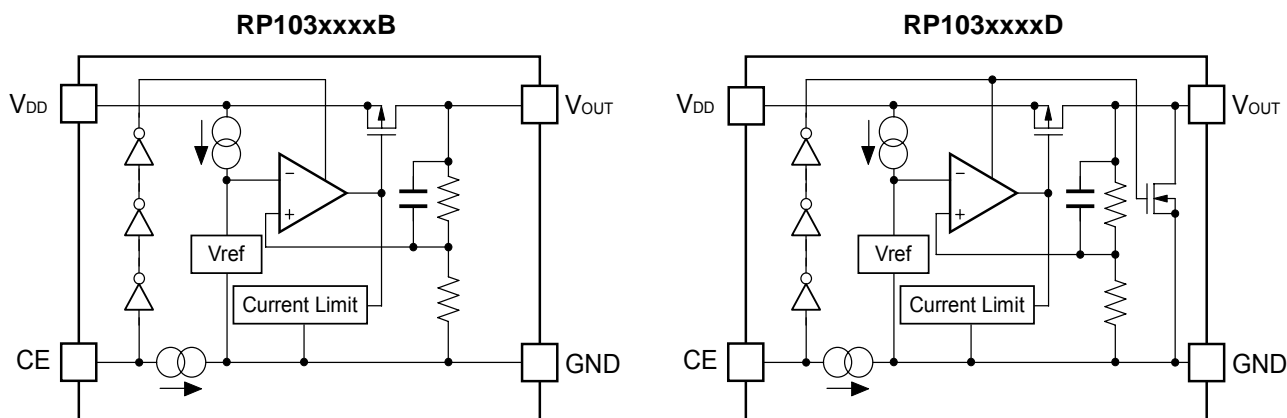 RP103xxxxB
VDD
VOUT
−
+
Vref
Current Limit
CE
GND
RP103xxxxD
VDD
VOUT
−
+
Vref
Current Limit
CE
GND